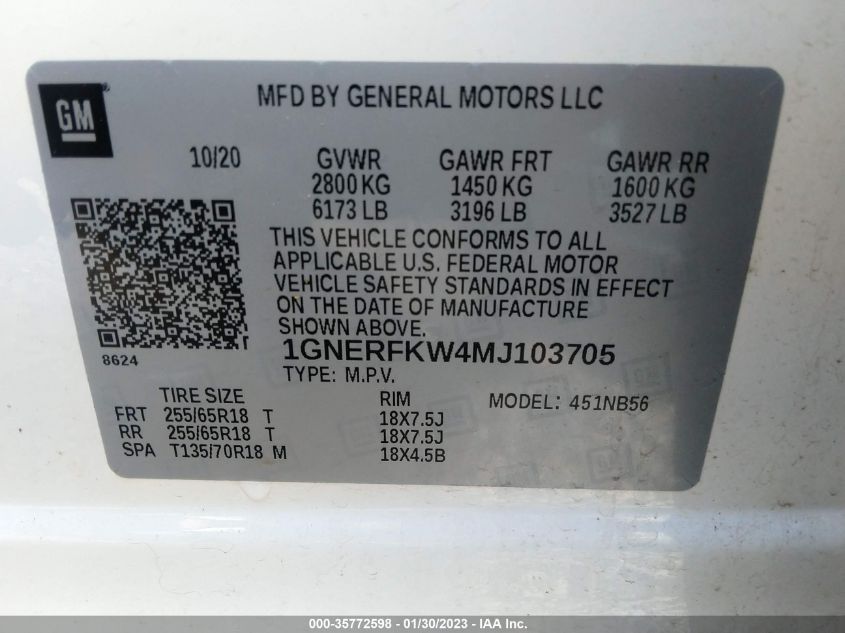 GM
MFD BY GENERAL MOTORS LLC
10/20 GVWR GAWR FRT GAWR RR
2800 KG 1450 KG 1600 KG
6173 LB 3196 LB 3527 LB
THIS VEHICLE CONFORMS TO ALL
APPLICABLE U.S. FEDERAL MOTOR
VEHICLE SAFETY STANDARDS IN EFFECT
ON THE DATE OF MANUFACTURE
SHOWN ABOVE.
8624 1GNERFKW4MJ103705
TYPE: M.P.V.
TIRE SIZE RIM MODEL: 451NB56
FRT 255/65R18 T 18X7.5J
RR 255/65R18 T 18X7.5J
SPA T135/70R18 M 18X4.5B
000-35772598 - 01/30/2023 - IAA Inc.